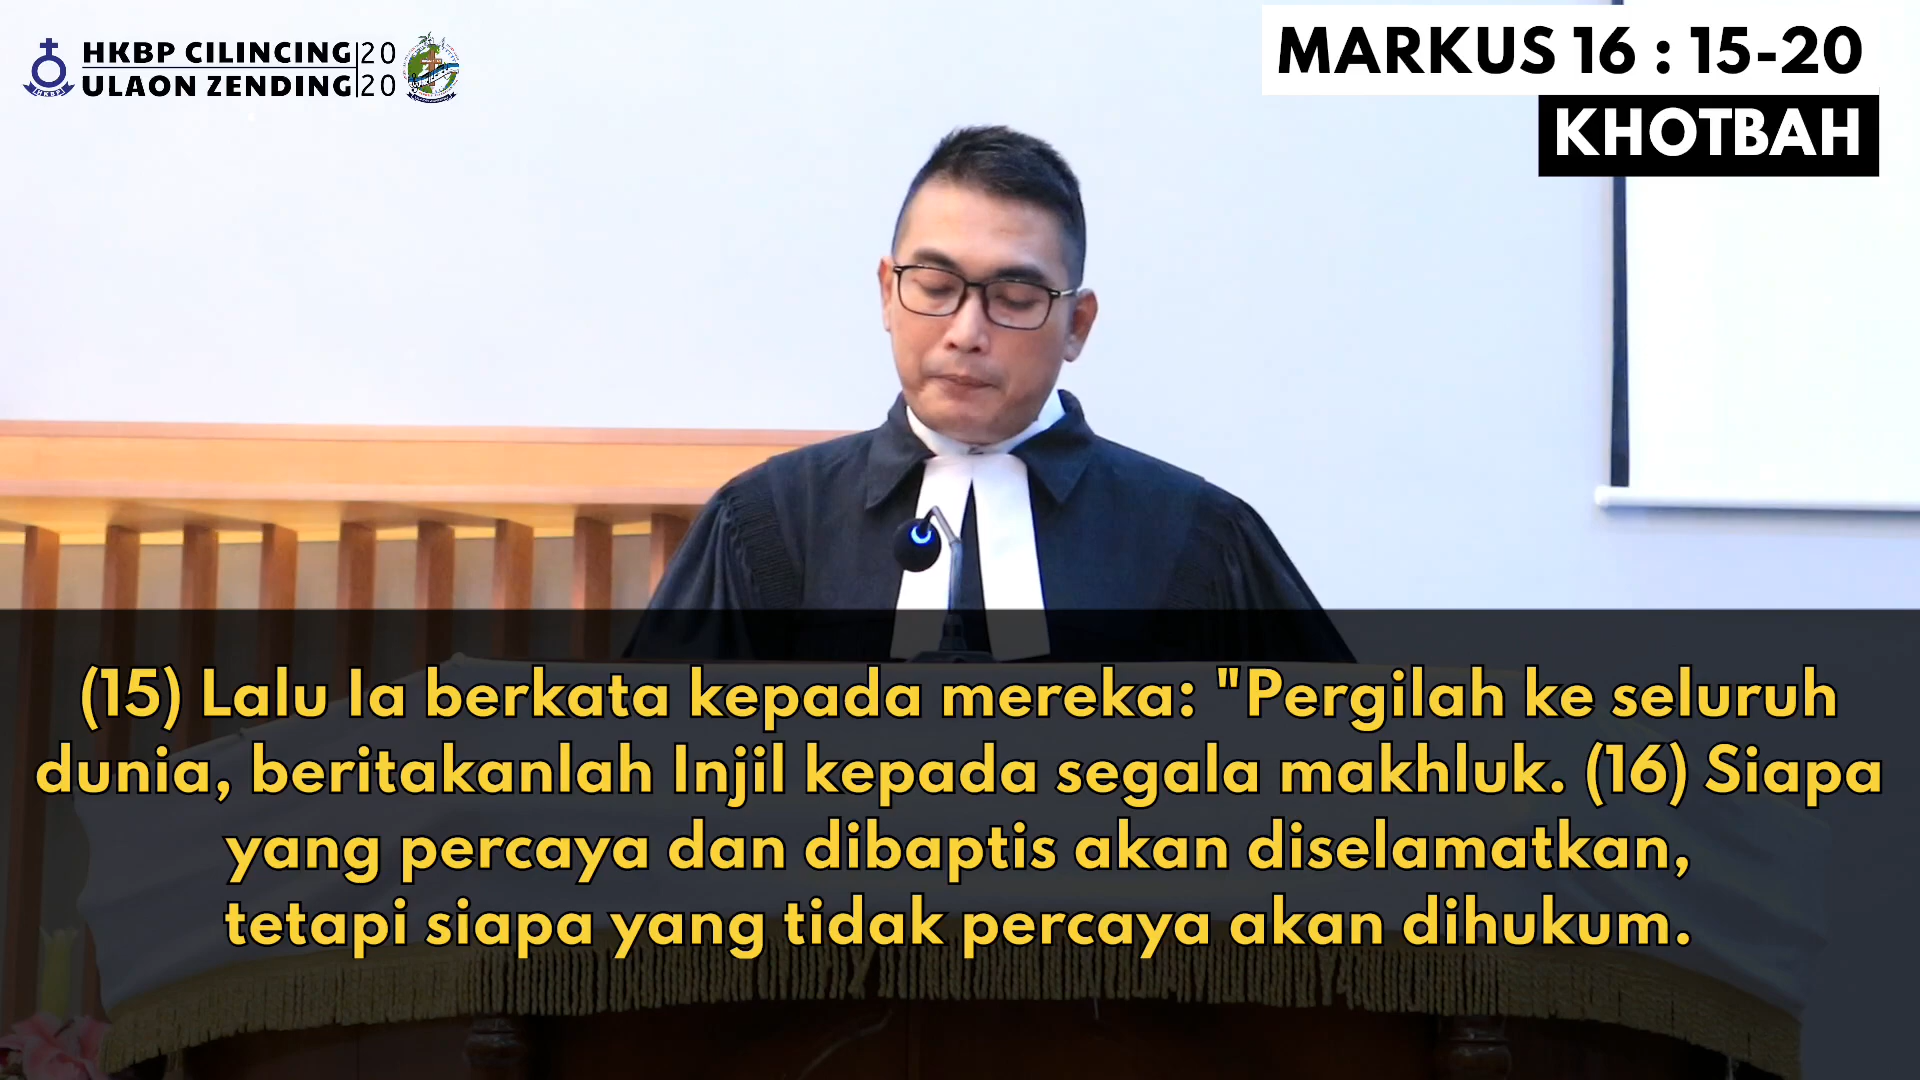 HKBP CILINCING 20
ULAON ZENDING 20
HKBP
MARKUS 16 : 15-20
KHOTBAH
(15) Lalu Ia berkata kepada mereka: "Pergilah ke seluruh
dunia, beritakanlah Injil kepada segala makhluk. (16) Siapa
yang percaya dan dibaptis akan diselamatkan,
tetapi siapa yang tidak percaya akan dihukum.